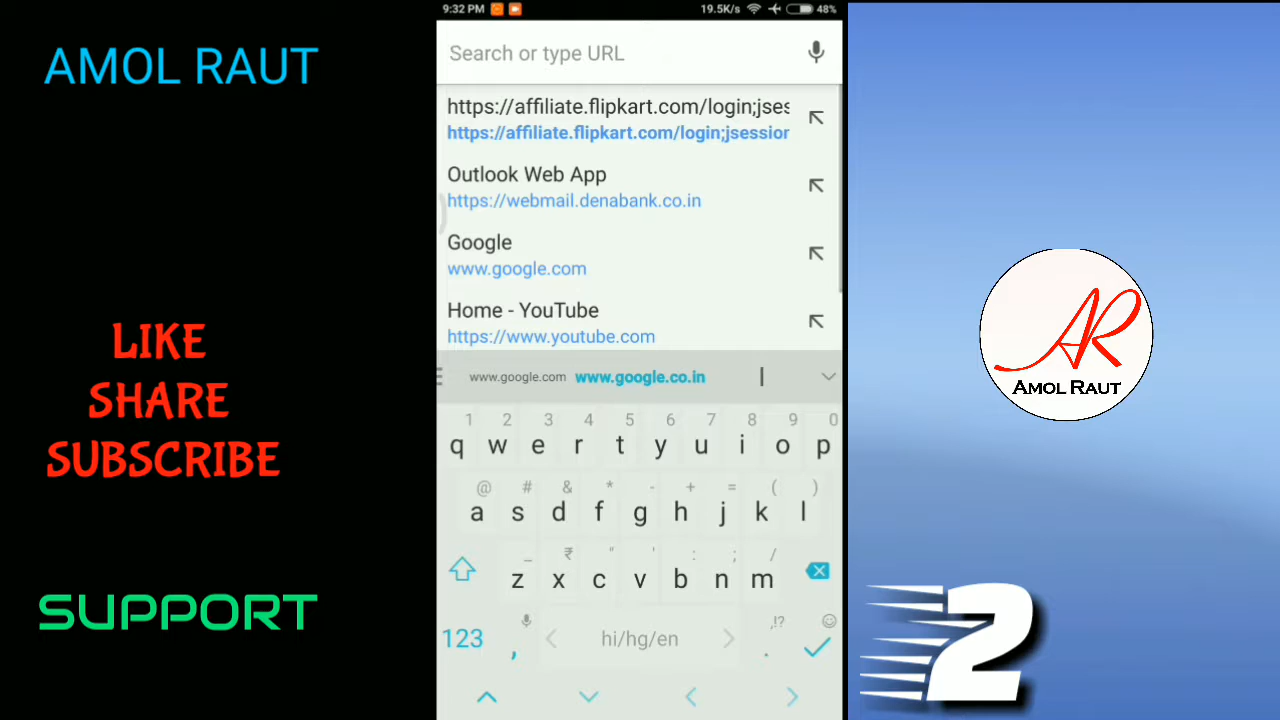 AMOL RAUT
LIKE
SHARE
SUBSCRIBE
SUPPORT
9:32 PM 19.5K/s 48%
Search or type URL
https://affiliate.flipkart.com/login;jses
https://affiliate.flipkart.com/login;jsession
Outlook Web App
https://webmail.denabank.co.in
Google
www.google.com
Home - YouTube
https://www.youtube.com
www.google.com www.google.co.in
1 2 3 4 5 6 7 8 9 0
q w e r t y u i o p
@ # & * - + = ( )
a s d f g h j k l
_ ₹ " ' : ; /
z x c v b n m
,!?
123 , < hi/hg/en > .
AR
AMOL RAUT
2